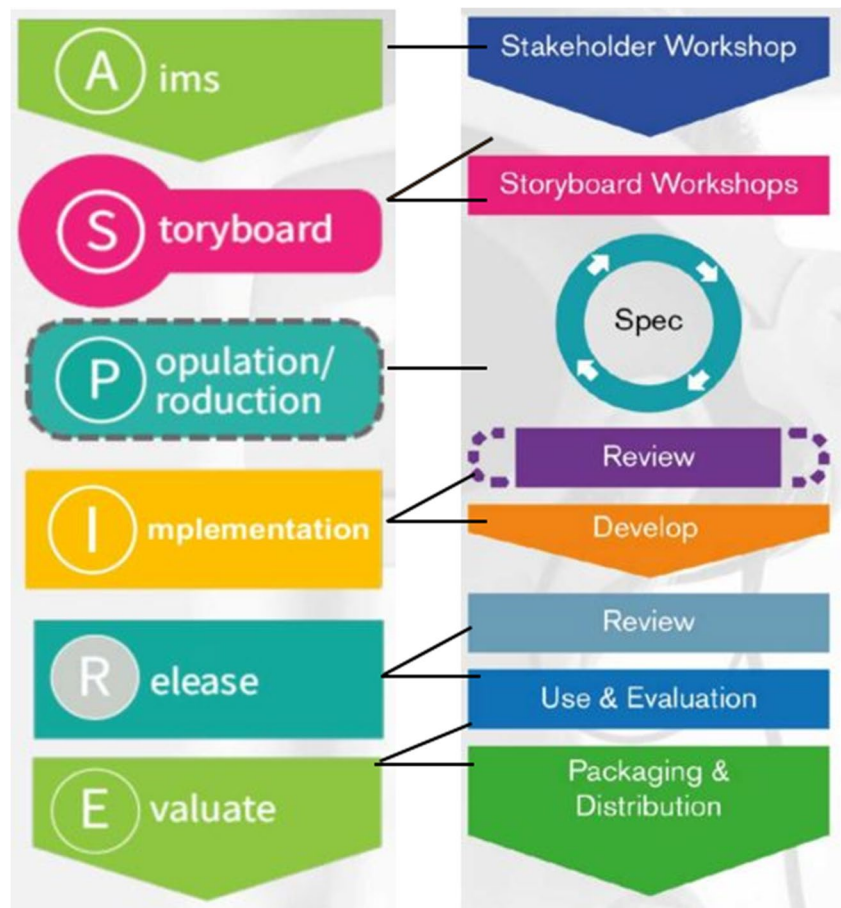 A ims
S toryboard
P opulation/
roduction
I mplementation
R elease
E valuate
Stakeholder Workshop
Storyboard Workshops
Spec
Review
Develop
Review
Use & Evaluation
Packaging &
Distribution